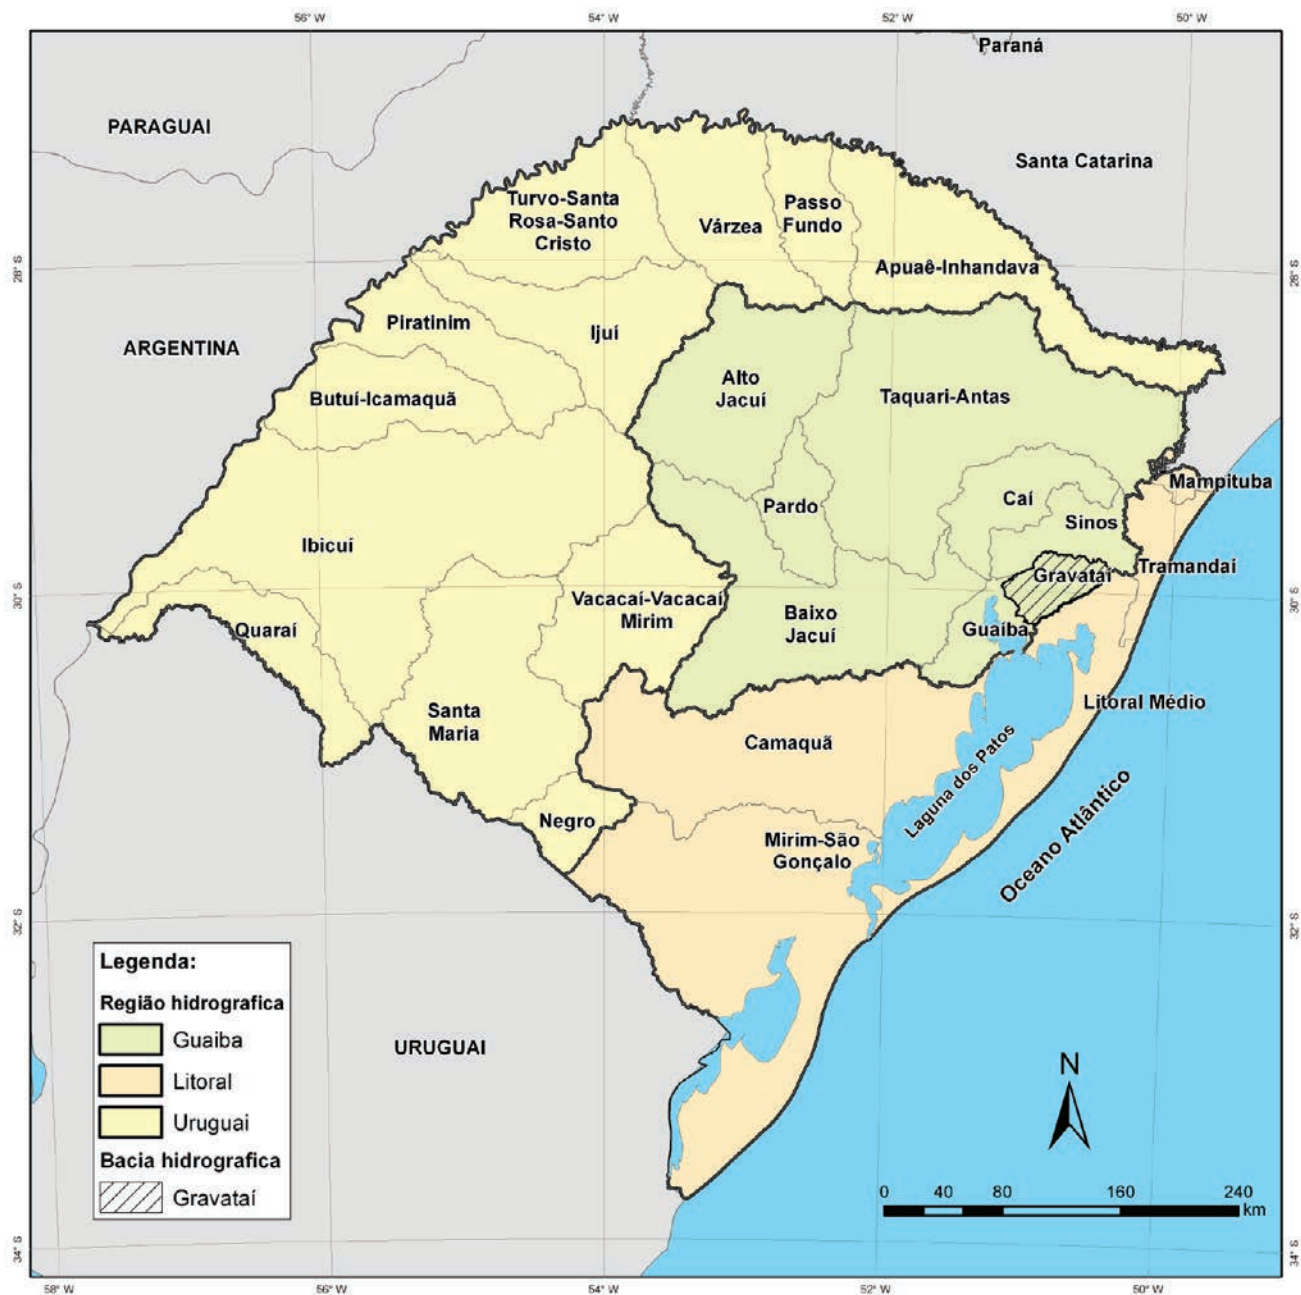 56° W
54° W
52° W
50° W
Paraná
PARAGUAI
Santa Catarina
Turvo-Santa
Rosa-Santo
Cristo
Várzea
Passo
Fundo
28° S
28° S
Apuaê-Inhandava
Piratinim
Ijuí
ARGENTINA
Alto
Jacuí
Butuí-Icamaquã
Taquari-Antas
Mampituba
Pardo
Caí
Sinos
Ibicuí
Tramandaí
Gravataí
30° S
30° S
Vacacaí-Vacacaí
Mirim
Quaraí
Baixo
Jacuí
Guaiba
Santa
Maria
Litoral Médio
Camaquã
Laguna dos Patos
Negro
Mirim-São
Gonçalo
Oceano Atlântico
32° S
32° S
Legenda:
Região hidrografica
Guaiba
Litoral
Uruguai
Bacia hidrografica
Gravataí
URUGUAI
N
0 40 80 160 240
km
34° S
34° S
58° W
56° W
54° W
52° W
50° W